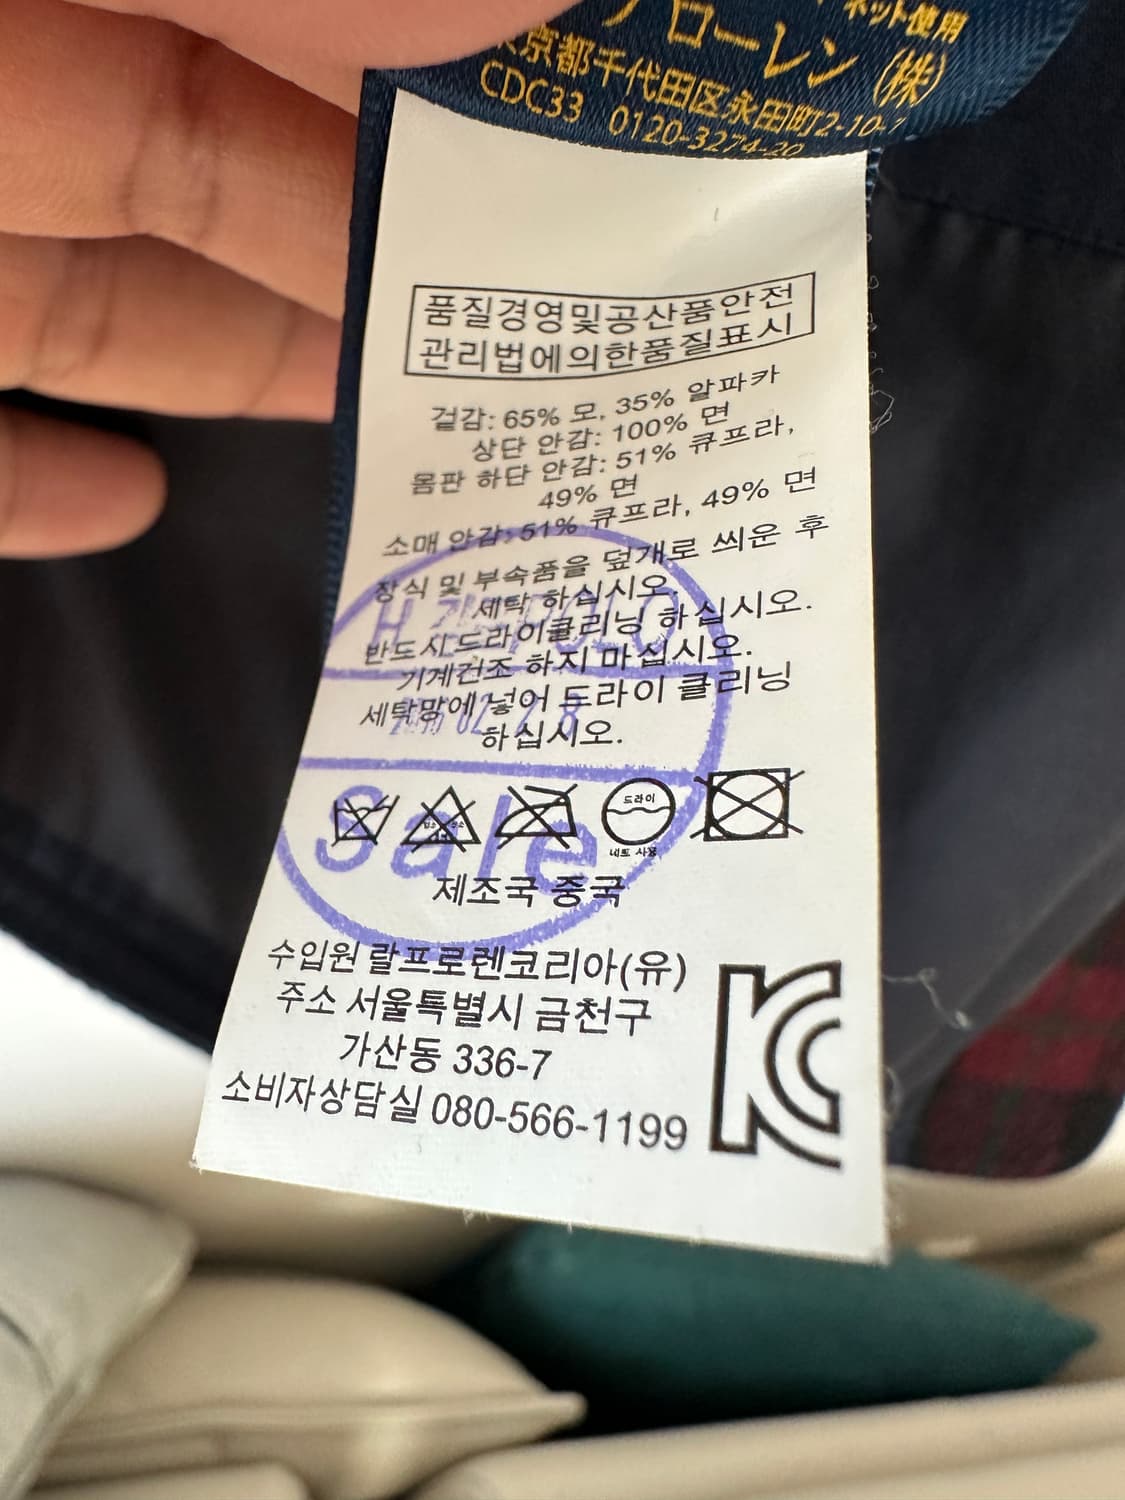 ネット使用
ローレン(株)
京都千代田区永田町2-10-
CDC33 0120-3274-20
품질경영및공산품안전
관리법에의한품질표시
겉감: 65% 모, 35% 알파카
상단 안감: 100% 면
몸판 하단 안감: 51% 큐프라,
49% 면
소매 안감: 51% 큐프라, 49% 면
장식 및 부속품을 덮개로 씌운 후
세탁 하십시오.
반드시드라이클리닝 하십시오.
기계건조 하지 마십시오.
세탁망에 넣어 드라이 클리닝
하십시오.
POLO
Sale
드라이
네트 사용
제조국 중국
수입원 랄프로렌코리아(유)
주소 서울특별시 금천구
가산동 336-7
소비자상담실 080-566-1199
KC